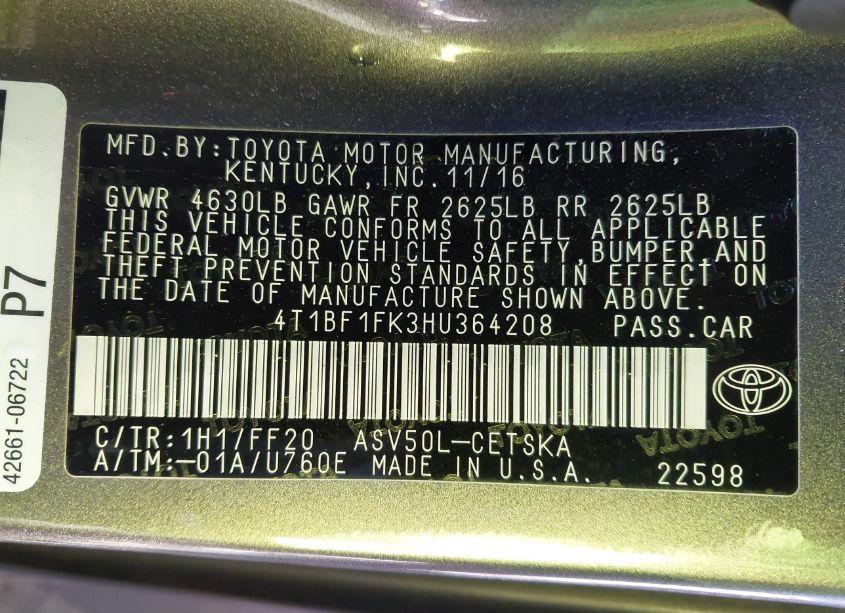 MFD.BY:TOYOTA MOTOR MANUFACTURING,
KENTUCKY,INC.11/16
GVWR 4630LB GAWR FR 2625LB RR 2625LB
THIS VEHICLE CONFORMS TO ALL APPLICABLE
FEDERAL MOTOR VEHICLE SAFETY,BUMPER,AND
THEFT PREVENTION STANDARDS IN EFFECT ON
THE DATE OF MANUFACTURE SHOWN ABOVE.
4T1BF1FK3HU364208 PASS.CAR
C/TR:1H17/FF20 ASV50L-CETSKA
A/TM:-01A/U760E MADE IN U.S.A. 22598
P7
42661-06722